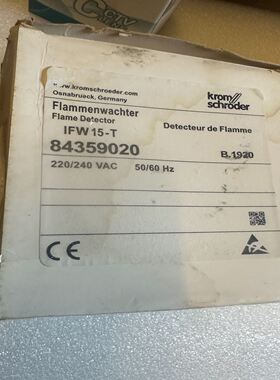 www.kromschroeder.com
Osnabrueck, Germany
krom
schröder
Flammenwachter
Flame Detector
Detecteur de Flamme
IFW 15-T
84359020
B.1920
220/240 VAC 50/60 Hz
CE